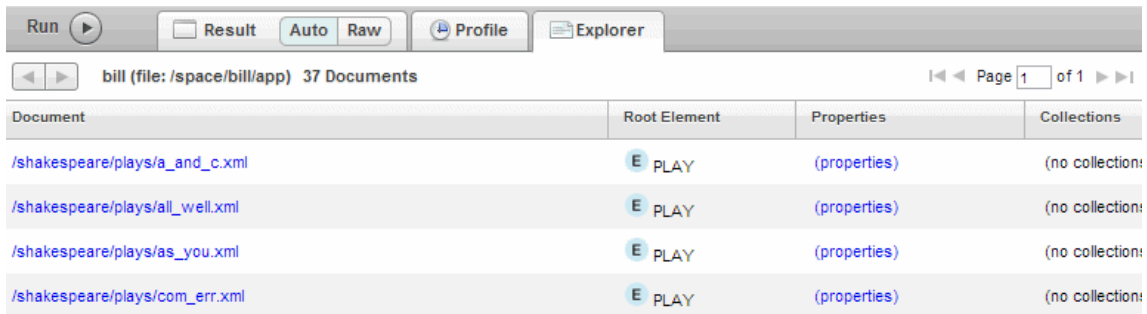 Run Result Auto Raw Profile Explorer
bill (file: /space/bill/app) 37 Documents Page 1 of 1
Document Root Element Properties Collections
/shakespeare/plays/a_and_c.xml E PLAY (properties) (no collections
/shakespeare/plays/all_well.xml E PLAY (properties) (no collections
/shakespeare/plays/as_you.xml E PLAY (properties) (no collections
/shakespeare/plays/com_err.xml E PLAY (properties) (no collections